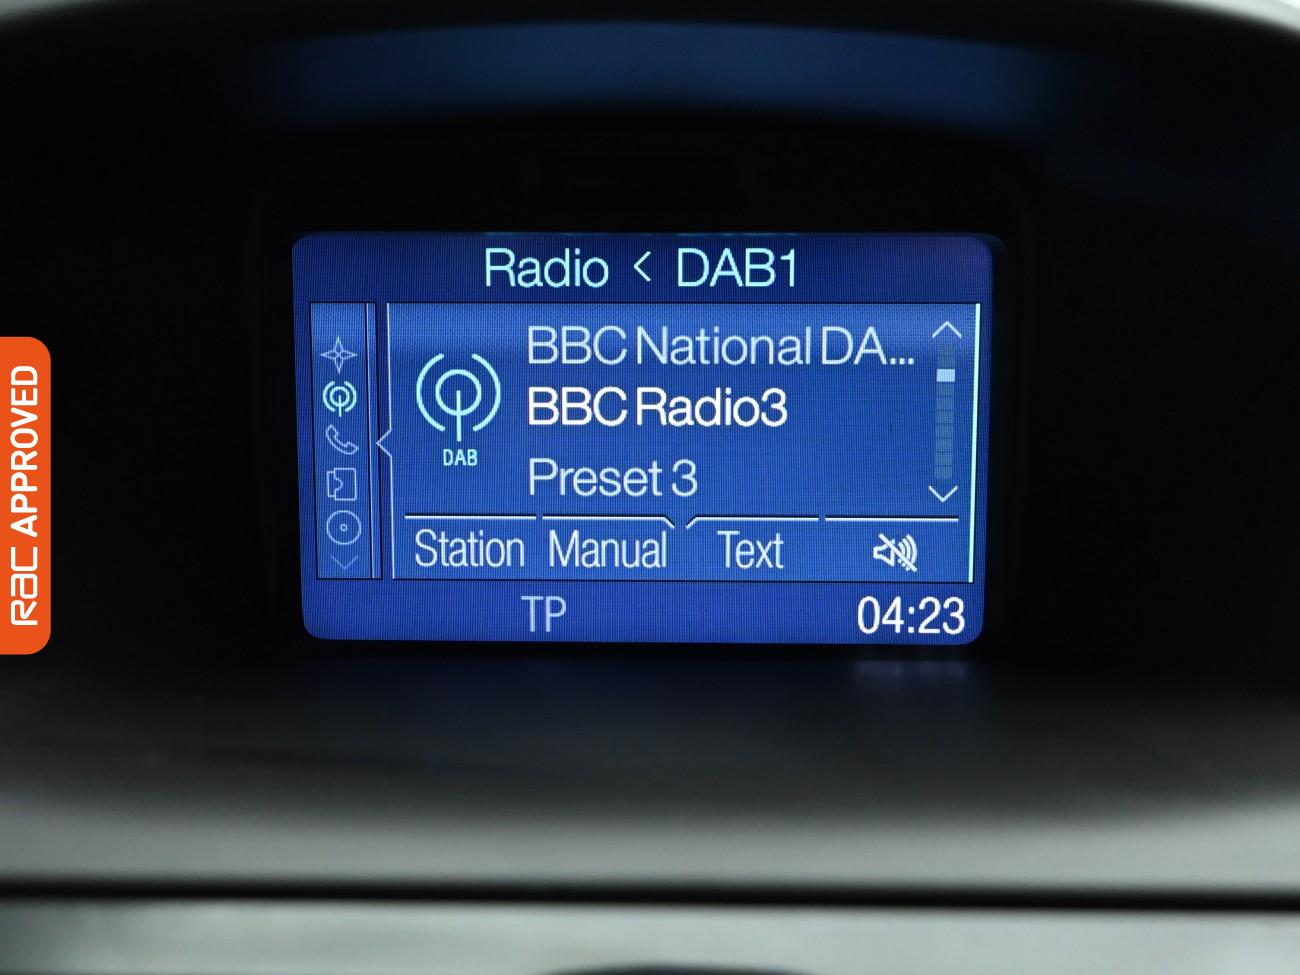 Radio < DAB1
BBC National DA...
BBC Radio3
DAB
Preset 3
Station Manual Text
TP 04:23
RAC APPROVED